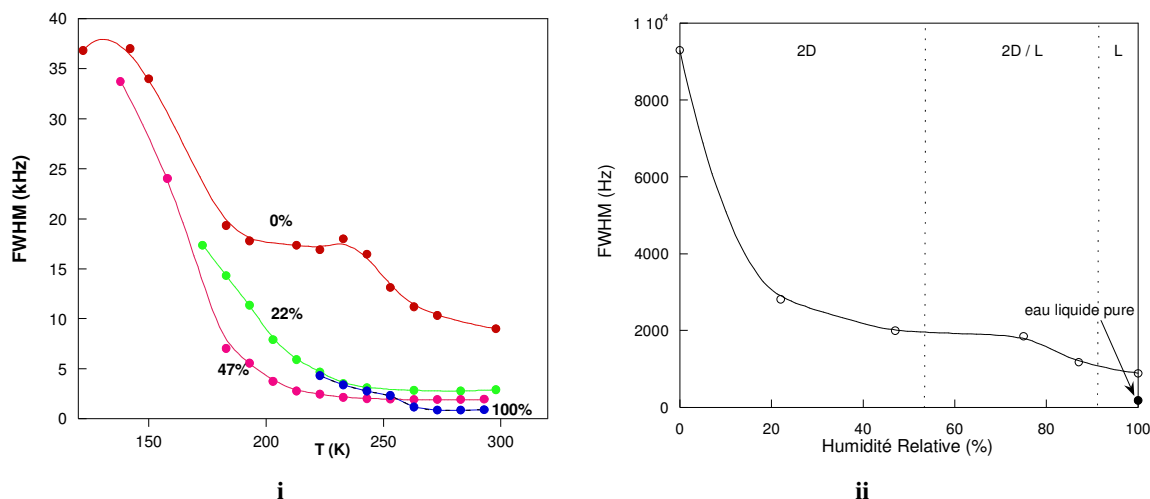 FWHM (kHz)
40
35
30
25
20
15
10
5
0
0%
22%
47%
100%
150
200
250
300
T (K)
i
FWHM (Hz)
1 10⁴
8000
6000
4000
2000
0
2D
2D / L
L
eau liquide pure
0
20
40
60
80
100
Humidité Relative (%)
ii